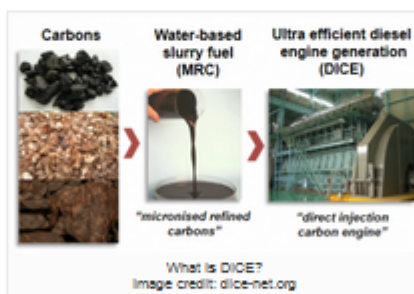 Carbons
Water-based
slurry fuel
(MRC)
Ultra efficient diesel
engine generation
(DICE)
"micronised refined
carbons"
"direct injection
carbon engine"
What is DICE?
Image credit: dice-net.org